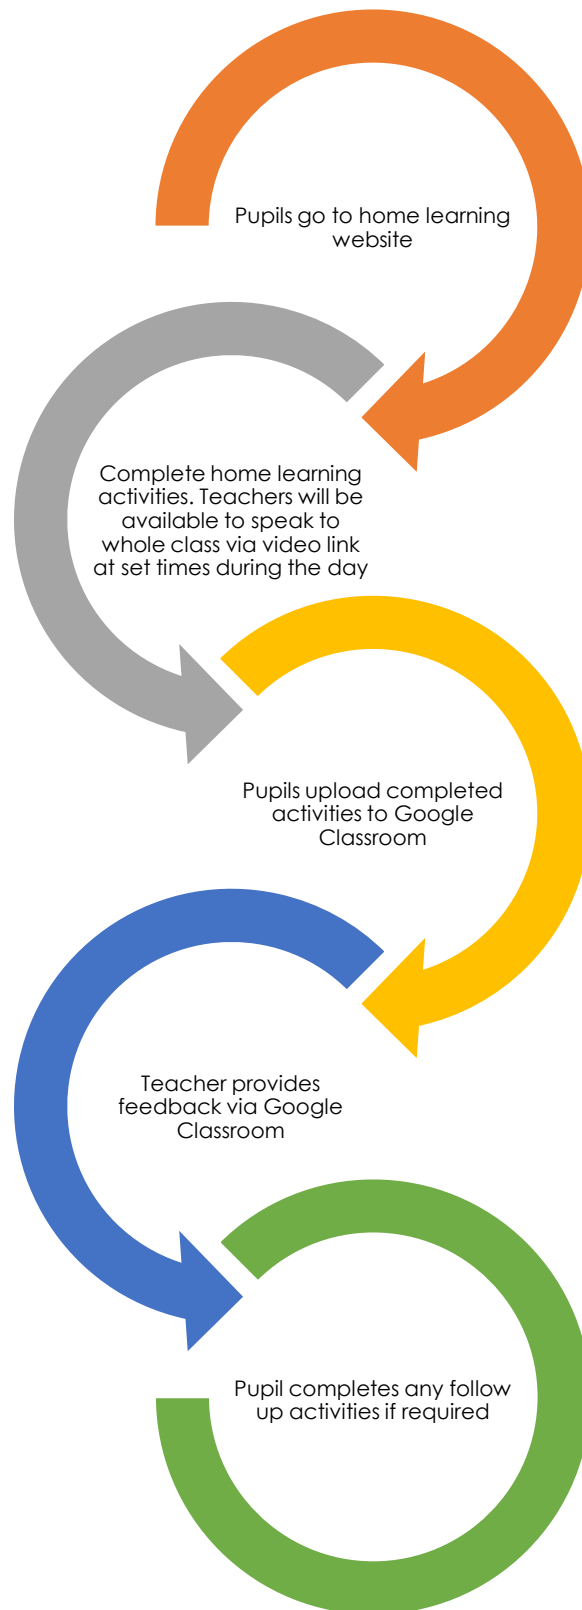 Pupils go to home learning
website
Complete home learning
activities. Teachers will be
available to speak to
whole class via video link
at set times during the day
Pupils upload completed
activities to Google
Classroom
Teacher provides
feedback via Google
Classroom
Pupil completes any follow
up activities if required